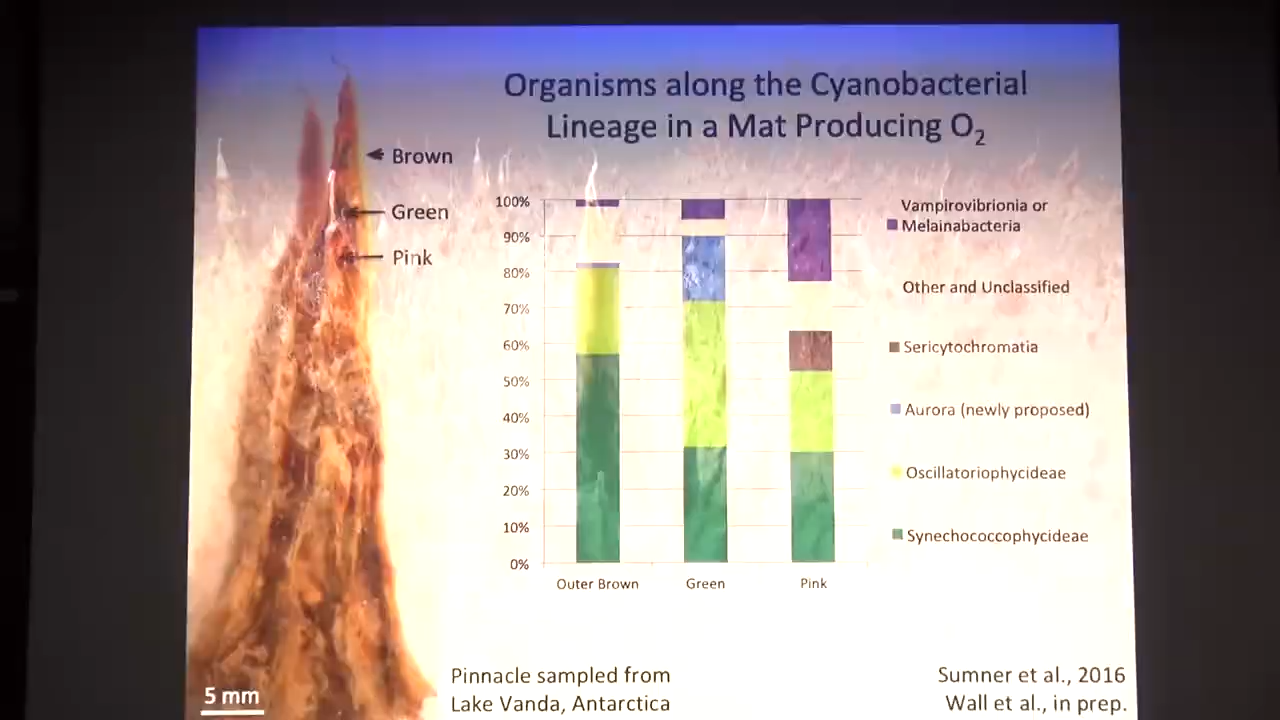 Organisms along the Cyanobacterial
Lineage in a Mat Producing O₂
Brown
Green
Pink
100%
90%
80%
70%
60%
50%
40%
30%
20%
10%
0%
Outer Brown
Green
Pink
Vampirovibrionia or
Melainabacteria
Other and Unclassified
Sericytochromatia
Aurora (newly proposed)
Oscillatoriophycideae
Synechococcophycideae
5 mm
Pinnacle sampled from
Lake Vanda, Antarctica
Sumner et al., 2016
Wall et al., in prep.